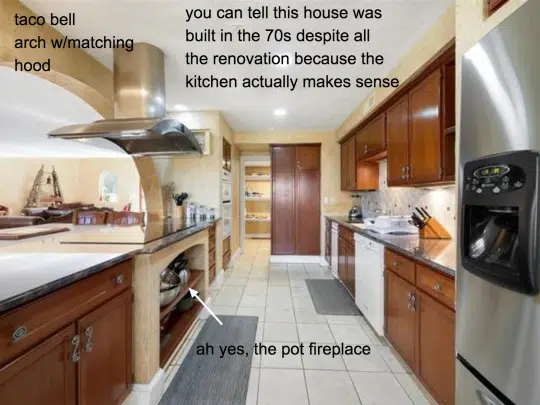 taco bell
arch w/matching
hood
you can tell this house was
built in the 70s despite all
the renovation because the
kitchen actually makes sense
ah yes, the pot fireplace